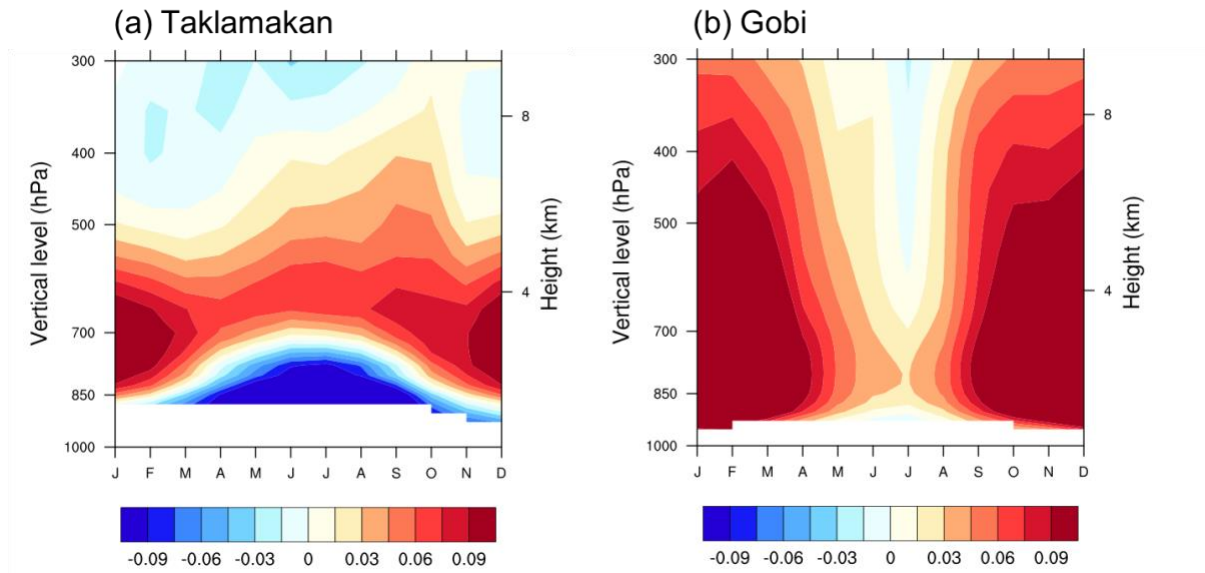 (a) Taklamakan
300
400
500
700
850
1000
Vertical level (hPa)
8
4
Height (km)
J F M A M J J A S O N D
-0.09 -0.06 -0.03 0 0.03 0.06 0.09
(b) Gobi
300
400
500
700
850
1000
Vertical level (hPa)
8
4
Height (km)
J F M A M J J A S O N D
-0.09 -0.06 -0.03 0 0.03 0.06 0.09